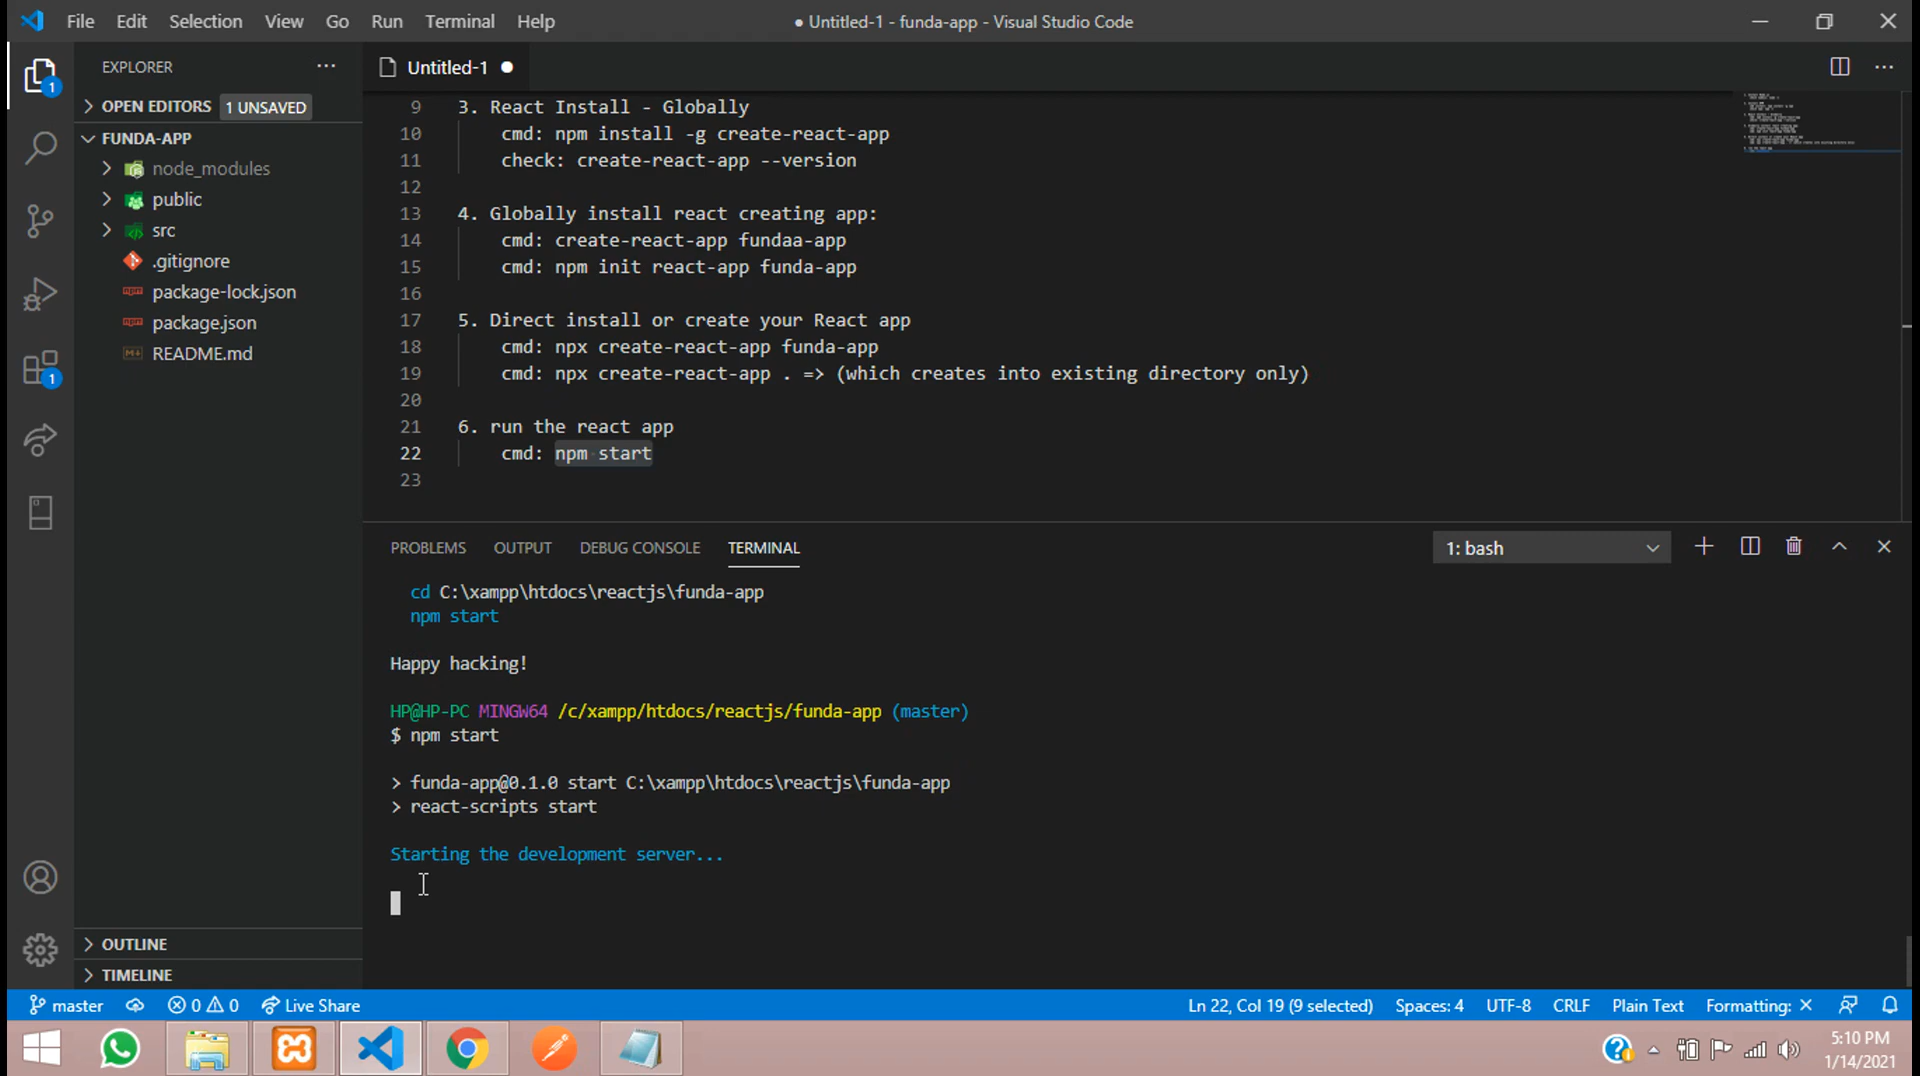 File Edit Selection View Go Run Terminal Help
● Untitled-1 - funda-app - Visual Studio Code
EXPLORER
OPEN EDITORS 1 UNSAVED
FUNDA-APP
node_modules
public
src
.gitignore
package-lock.json
package.json
README.md
OUTLINE
TIMELINE
1
1
Untitled-1
9 3. React Install - Globally
10 cmd: npm install -g create-react-app
11 check: create-react-app --version
12
13 4. Globally install react creating app:
14 cmd: create-react-app fundaa-app
15 cmd: npm init react-app funda-app
16
17 5. Direct install or create your React app
18 cmd: npx create-react-app funda-app
19 cmd: npx create-react-app . => (which creates into existing directory only)
20
21 6. run the react app
22 cmd: npm start
23
PROBLEMS OUTPUT DEBUG CONSOLE TERMINAL
1: bash
cd C:\xampp\htdocs\reactjs\funda-app
npm start
Happy hacking!
HP@HP-PC MINGW64 /c/xampp/htdocs/reactjs/funda-app (master)
$ npm start
> funda-app@0.1.0 start C:\xampp\htdocs\reactjs\funda-app
> react-scripts start
Starting the development server...
master 0 0 Live Share
Ln 22, Col 19 (9 selected) Spaces: 4 UTF-8 CRLF Plain Text Formatting: ×
5:10 PM
1/14/2021